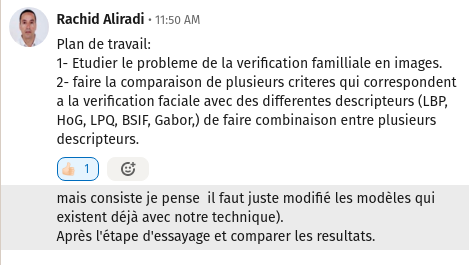 Rachid Aliradi • 11:50 AM
Plan de travail:
1- Etudier le probleme de la verification familliale en images.
2- faire la comparaison de plusieurs criteres qui correspondent
a la verification faciale avec des differentes descripteurs (LBP,
HoG, LPQ, BSIF, Gabor,) de faire combinaison entre plusieurs
descripteurs.
1
mais consiste je pense  il faut juste modifié les modèles qui
existent déjà avec notre technique).
Après l'étape d'essayage et comparer les resultats.